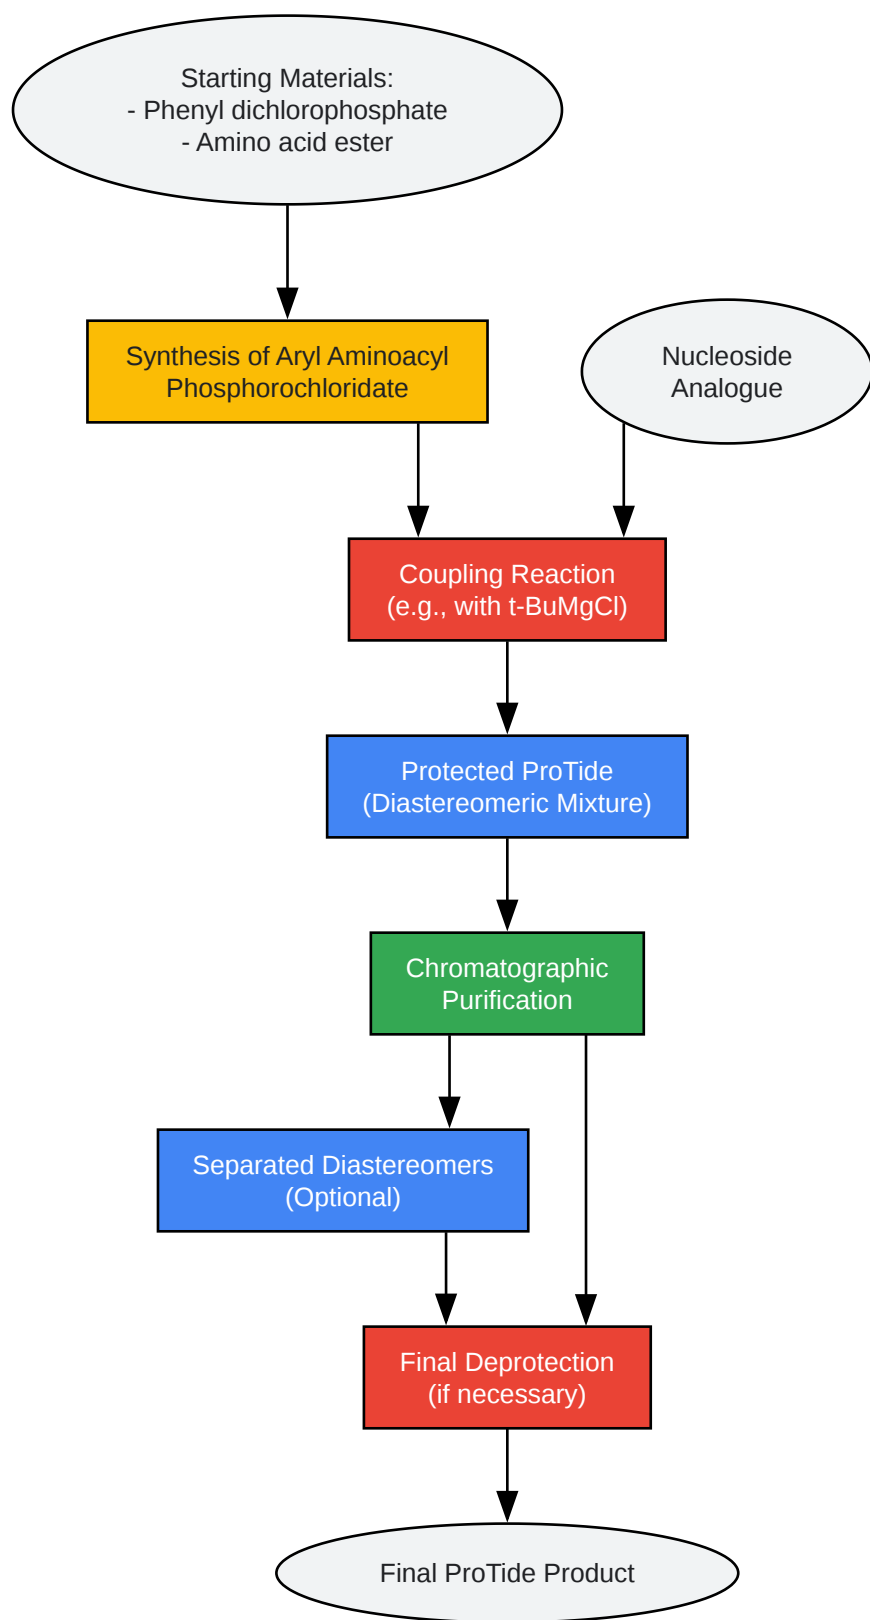 Starting Materials:
- Phenyl dichlorophosphate
- Amino acid ester
Synthesis of Aryl Aminoacyl
Phosphorochloridate
Nucleoside
Analogue
Coupling Reaction
(e.g., with t-BuMgCl)
Protected ProTide
(Diastereomeric Mixture)
Chromatographic
Purification
Separated Diastereomers
(Optional)
Final Deprotection
(if necessary)
Final ProTide Product